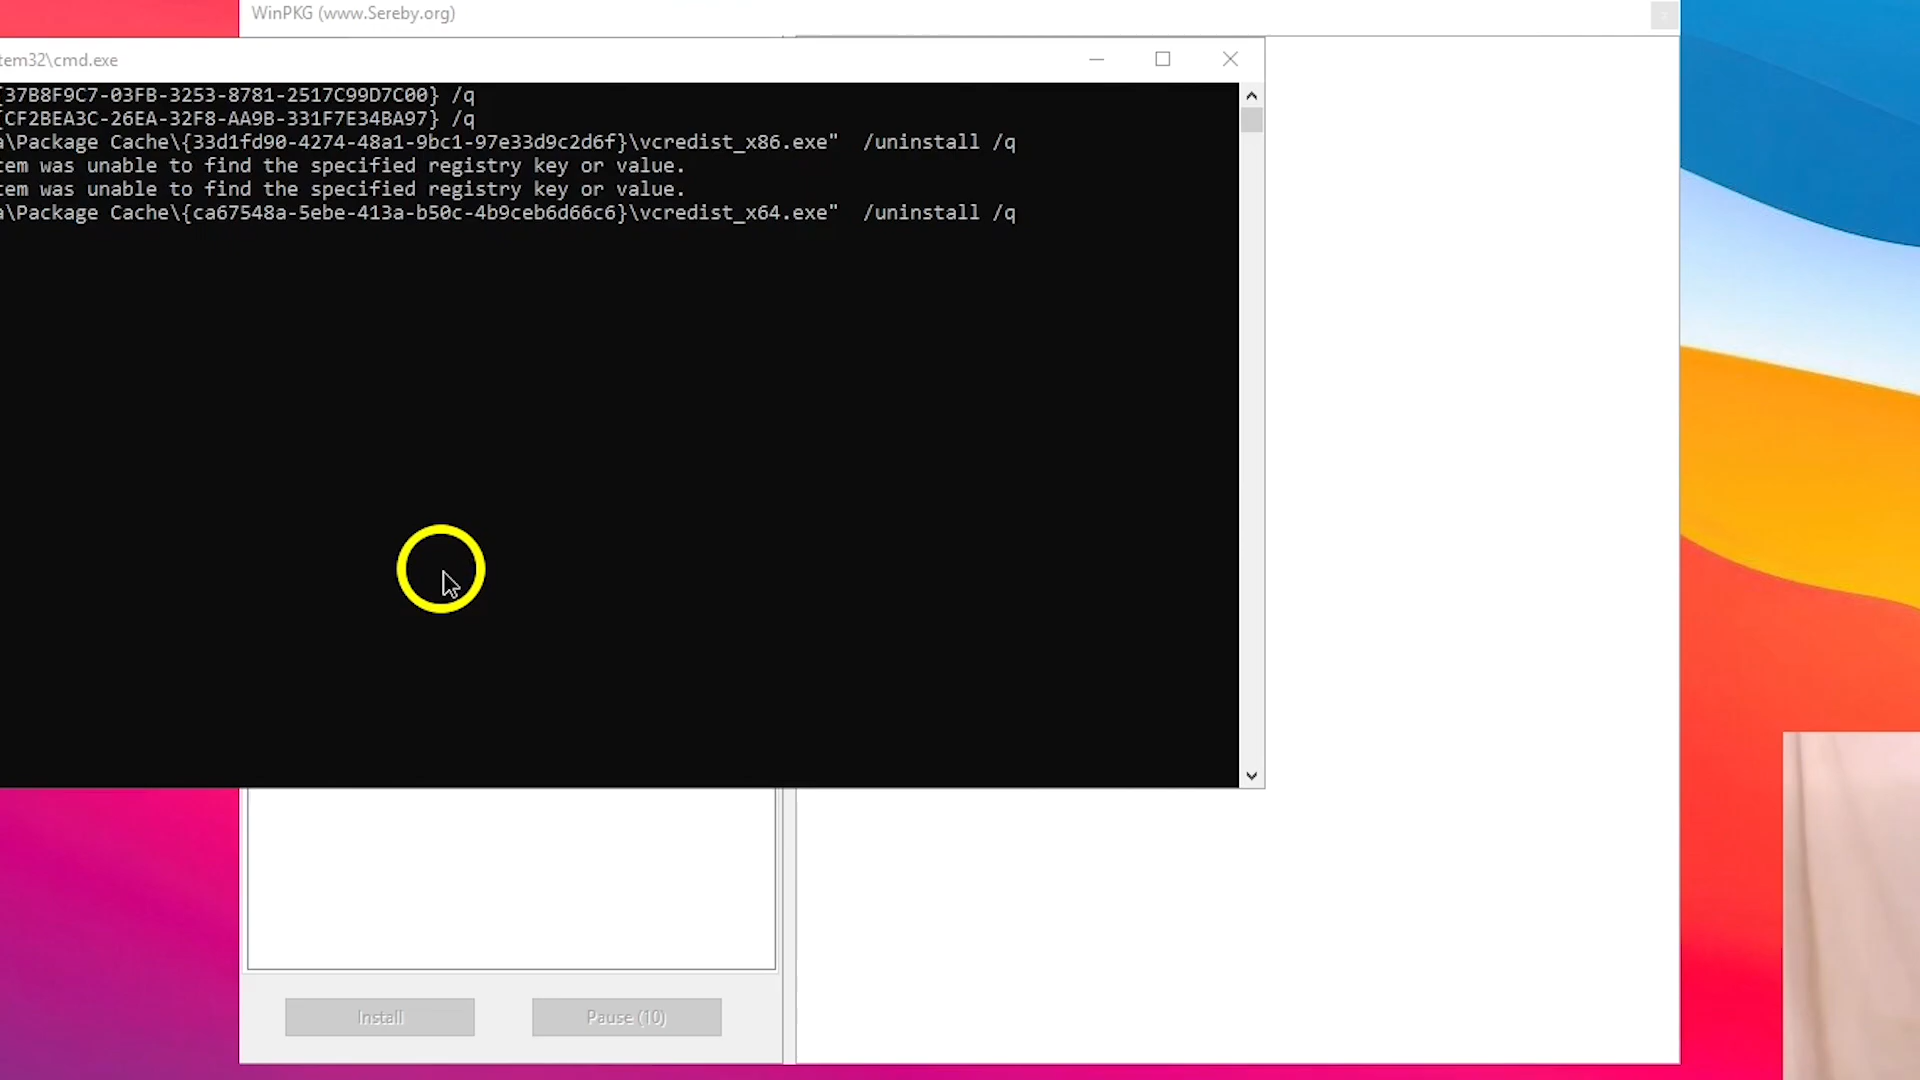 WinPKG (www.Sereby.org)
tem32\cmd.exe
{37B8F9C7-03FB-3253-8781-2517C99D7C00} /q
{CF2BEA3C-26EA-32F8-AA9B-331F7E34BA97} /q
a\Package Cache\{33d1fd90-4274-48a1-9bc1-97e33d9c2d6f}\vcredist_x86.exe"  /uninstall /q
tem was unable to find the specified registry key or value.
tem was unable to find the specified registry key or value.
a\Package Cache\{ca67548a-5ebe-413a-b50c-4b9ceb6d66c6}\vcredist_x64.exe"  /uninstall /q
Install
Pause (10)